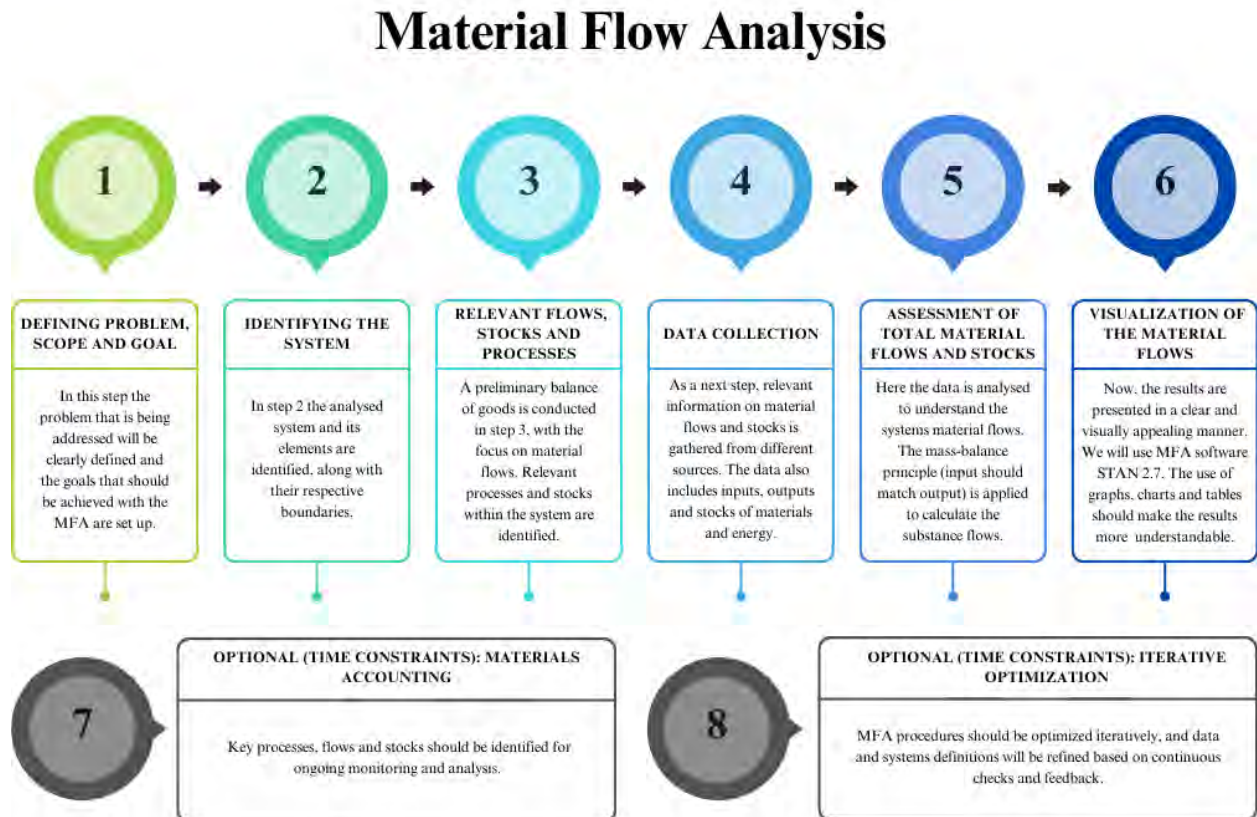 Material Flow Analysis
1
2
3
4
5
6
DEFINING PROBLEM,
SCOPE AND GOAL
In this step the
problem that is being
addressed will be
clearly defined and
the goals that should
be achieved with the
MFA are set up.
IDENTIFYING THE
SYSTEM
In step 2 the analysed
system and its
elements are
identified, along with
their respective
boundaries.
RELEVANT FLOWS,
STOCKS AND
PROCESSES
A preliminary balance
of goods is conducted
in step 3, with the
focus on material
flows. Relevant
processes and stocks
within the system are
identified.
DATA COLLECTION
As a next step, relevant
information on material
flows and stocks is
gathered from different
sources. The data also
includes inputs, outputs
and stocks of materials
and energy.
ASSESSMENT OF
TOTAL MATERIAL
FLOWS AND STOCKS
Here the data is analysed
to understand the
systems material flows.
The mass-balance
principle (input should
match output) is applied
to calculate the
substance flows.
VISUALIZATION OF
THE MATERIAL
FLOWS
Now, the results are
presented in a clear and
visually appealing manner.
We will use MFA software
STAN 2.7. The use of
graphs, charts and tables
should make the results
more understandable.
7
OPTIONAL (TIME CONSTRAINTS): MATERIALS
ACCOUNTING
Key processes, flows and stocks should be identified for
ongoing monitoring and analysis.
8
OPTIONAL (TIME CONSTRAINTS): ITERATIVE
OPTIMIZATION
MFA procedures should be optimized iteratively, and data
and systems definitions will be refined based on continuous
checks and feedback.